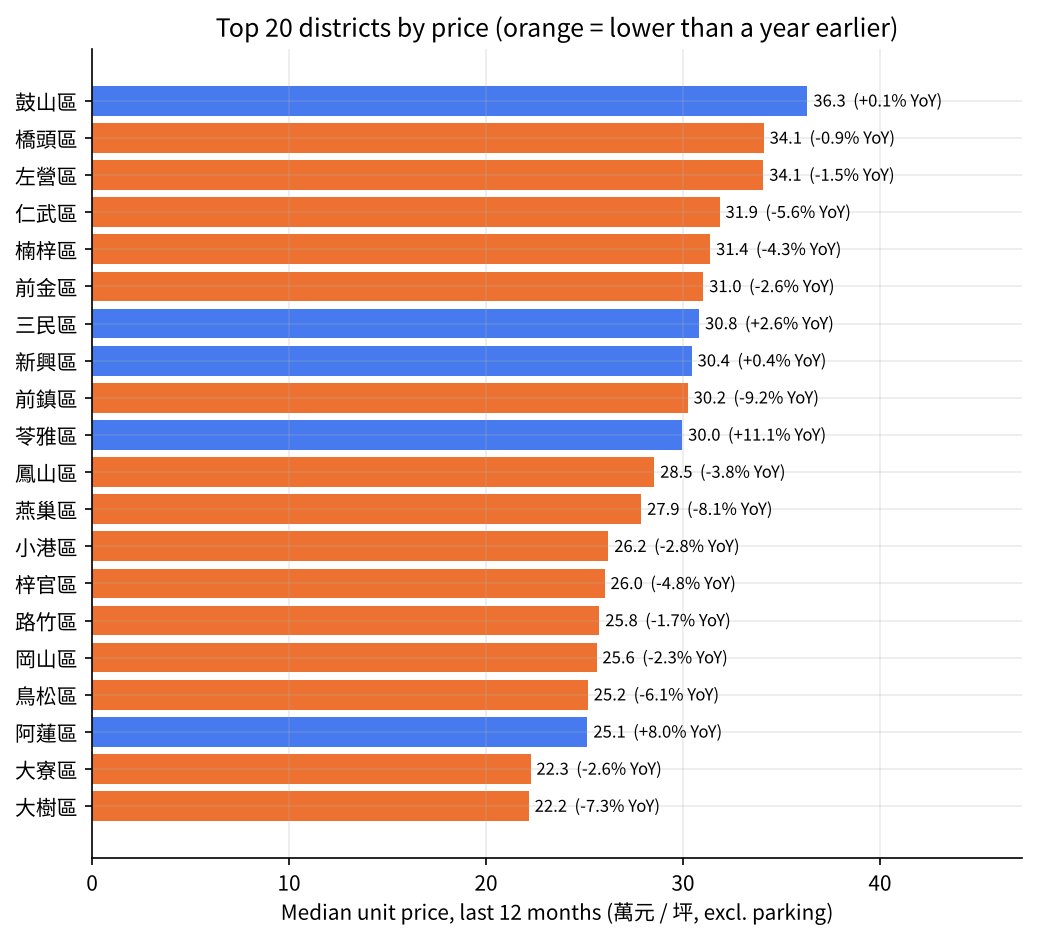 Top 20 districts by price (orange = lower than a year earlier)
鼓山區 36.3 (+0.1% YoY)
橋頭區 34.1 (-0.9% YoY)
左營區 34.1 (-1.5% YoY)
仁武區 31.9 (-5.6% YoY)
楠梓區 31.4 (-4.3% YoY)
前金區 31.0 (-2.6% YoY)
三民區 30.8 (+2.6% YoY)
新興區 30.4 (+0.4% YoY)
前鎮區 30.2 (-9.2% YoY)
苓雅區 30.0 (+11.1% YoY)
鳳山區 28.5 (-3.8% YoY)
燕巢區 27.9 (-8.1% YoY)
小港區 26.2 (-2.8% YoY)
梓官區 26.0 (-4.8% YoY)
路竹區 25.8 (-1.7% YoY)
岡山區 25.6 (-2.3% YoY)
鳥松區 25.2 (-6.1% YoY)
阿蓮區 25.1 (+8.0% YoY)
大寮區 22.3 (-2.6% YoY)
大樹區 22.2 (-7.3% YoY)
0 10 20 30 40
Median unit price, last 12 months (萬元 / 坪, excl. parking)